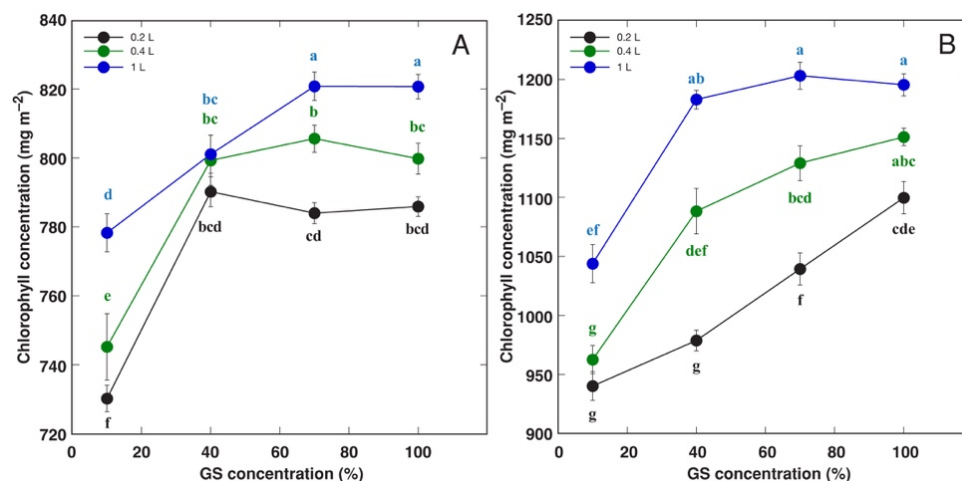 A
0.2 L
0.4 L
1 L
Chlorophyll concentration (mg m−2)
840
820
800
780
760
740
720
0 20 40 60 80 100
GS concentration (%)
a a
bc
bc b bc
d
bcd cd bcd
e
f
B
0.2 L
0.4 L
1 L
Chlorophyll concentration (mg m−2)
1250
1200
1150
1100
1050
1000
950
900
0 20 40 60 80 100
GS concentration (%)
a a
ab
abc
bcd
ef def cde
f
g g
g